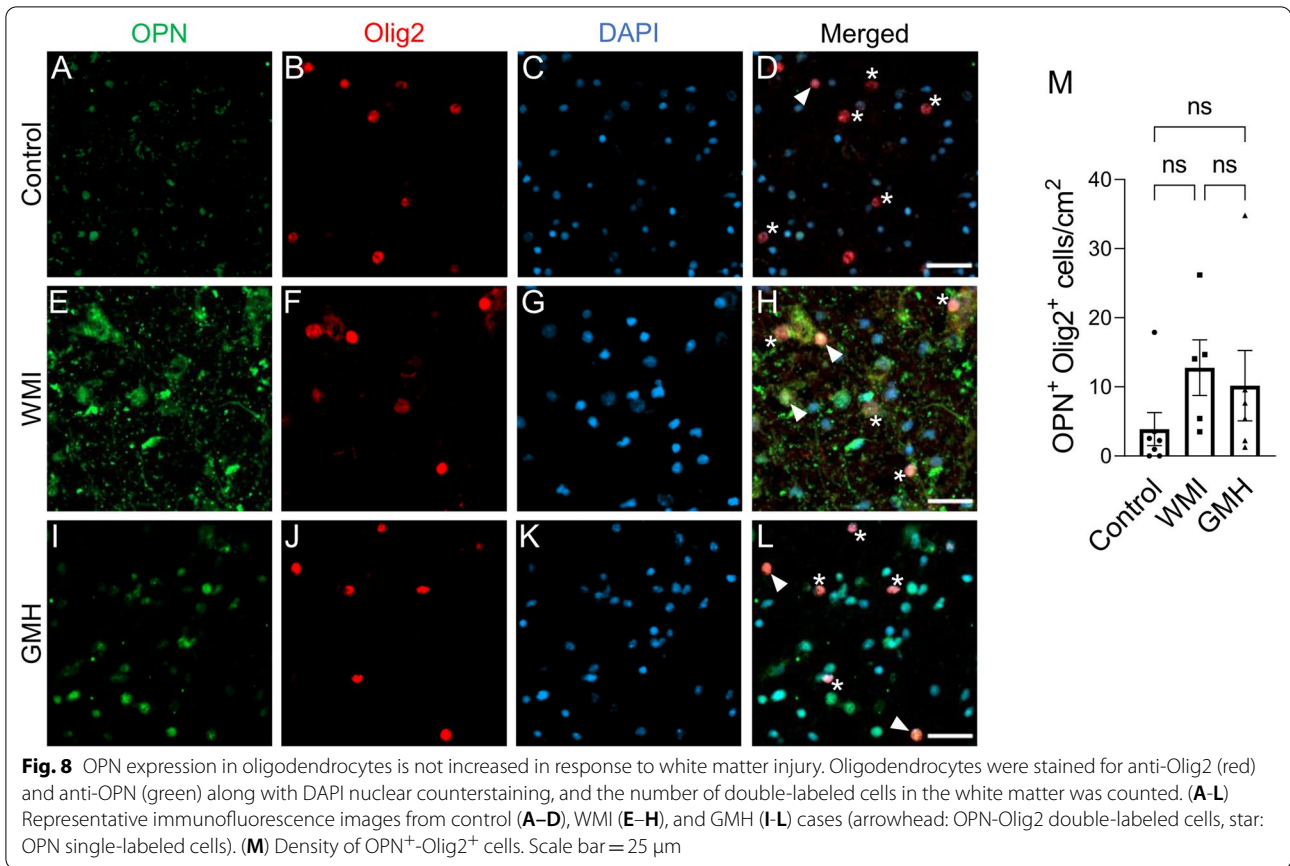 OPN Olig2 DAPI Merged
Control
A B C D
* * * * * *
WMI
E F G H
* * * *
GMH
I J K L
* * * *
M
ns
ns ns
OPN⁺ Olig2⁺ cells/cm²
40
30
20
10
0
Control WMI GMH
Fig. 8 OPN expression in oligodendrocytes is not increased in response to white matter injury. Oligodendrocytes were stained for anti-Olig2 (red)
and anti-OPN (green) along with DAPI nuclear counterstaining, and the number of double-labeled cells in the white matter was counted. (A-L)
Representative immunofluorescence images from control (A–D), WMI (E–H), and GMH (I-L) cases (arrowhead: OPN-Olig2 double-labeled cells, star:
OPN single-labeled cells). (M) Density of OPN⁺-Olig2⁺ cells. Scale bar = 25 μm